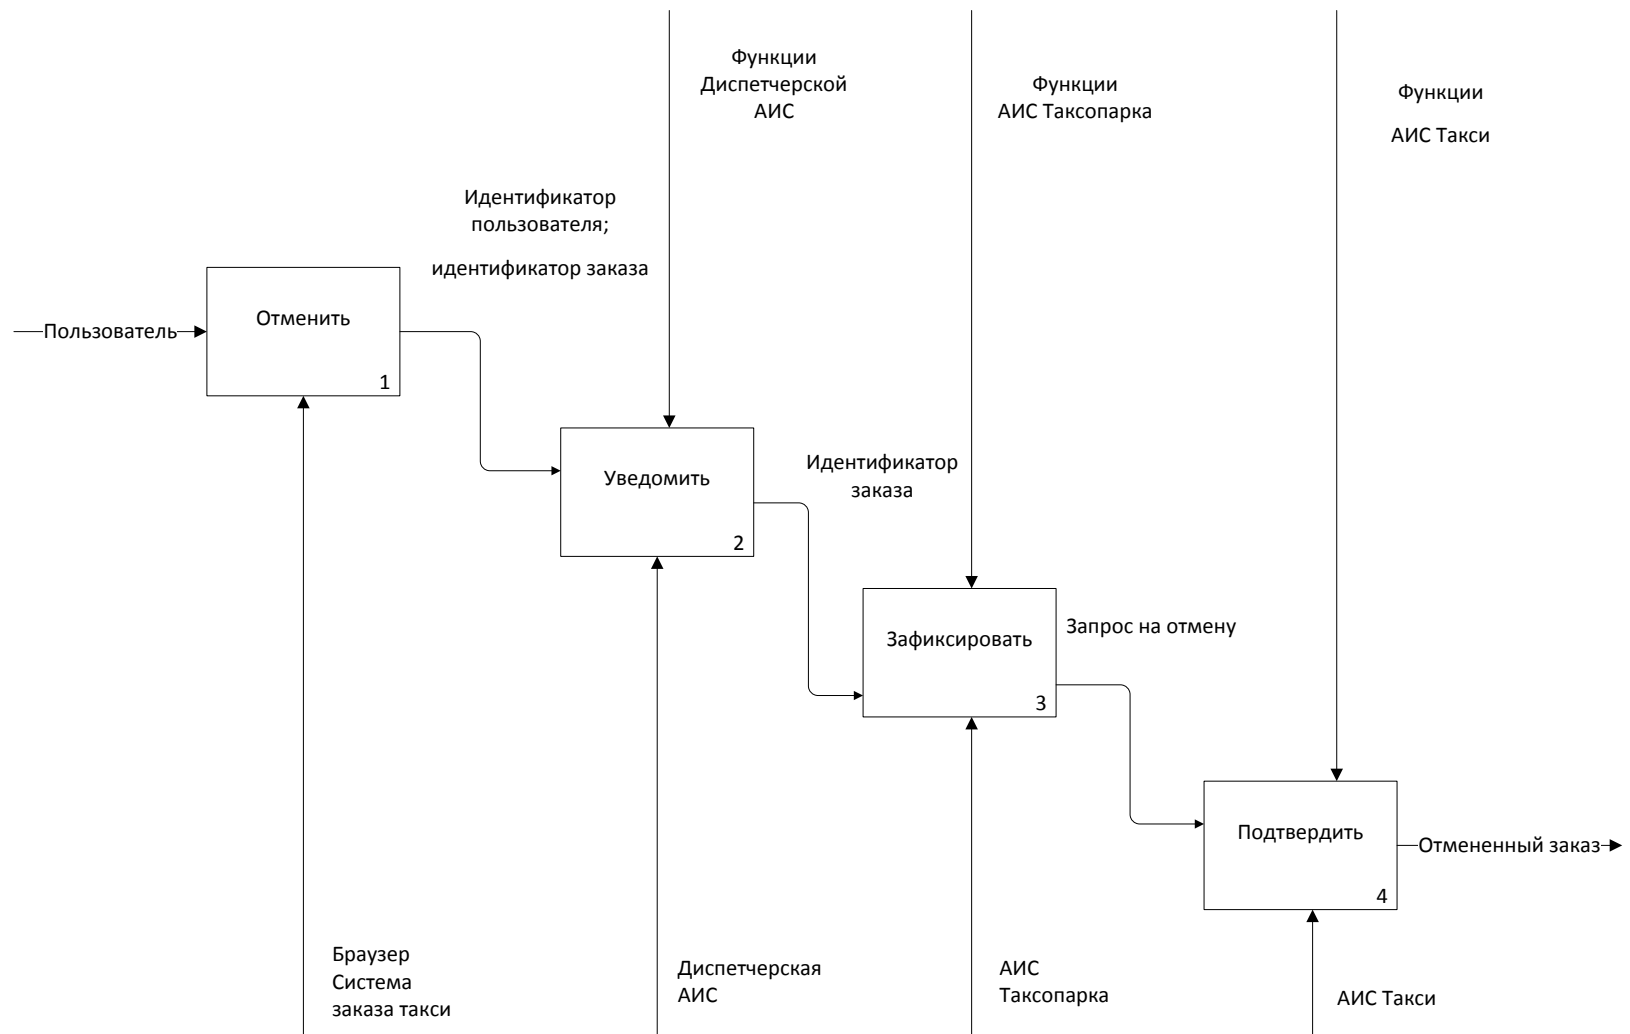 Функции
Диспетчерской
АИС
Функции
АИС Таксопарка
Функции
АИС Такси
Идентификатор
пользователя;
идентификатор заказа
Пользователь
Отменить
1
Уведомить
2
Идентификатор
заказа
Зафиксировать
3
Запрос на отмену
Подтвердить
4
Отмененный заказ
Браузер
Система
заказа такси
Диспетчерская
АИС
АИС
Таксопарка
АИС Такси